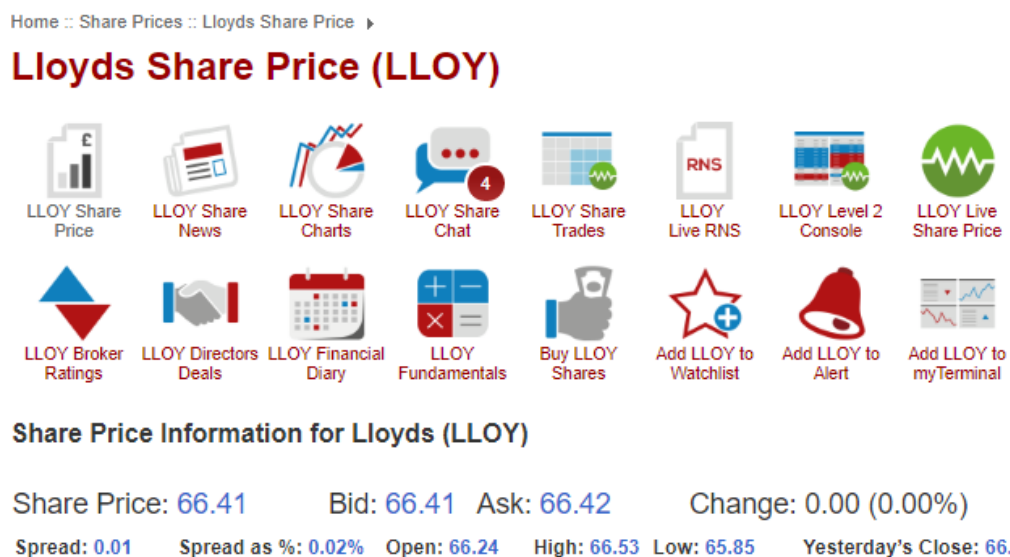 Home :: Share Prices :: Lloyds Share Price
Lloyds Share Price (LLOY)
£
4
RNS
LLOY Share Price
LLOY Share News
LLOY Share Charts
LLOY Share Chat
LLOY Share Trades
LLOY Live RNS
LLOY Level 2 Console
LLOY Live Share Price
LLOY Broker Ratings
LLOY Directors Deals
LLOY Financial Diary
LLOY Fundamentals
Buy LLOY Shares
Add LLOY to Watchlist
Add LLOY to Alert
Add LLOY to myTerminal
Share Price Information for Lloyds (LLOY)
Share Price: 66.41 Bid: 66.41 Ask: 66.42 Change: 0.00 (0.00%)
Spread: 0.01 Spread as %: 0.02% Open: 66.24 High: 66.53 Low: 65.85 Yesterday's Close: 66.